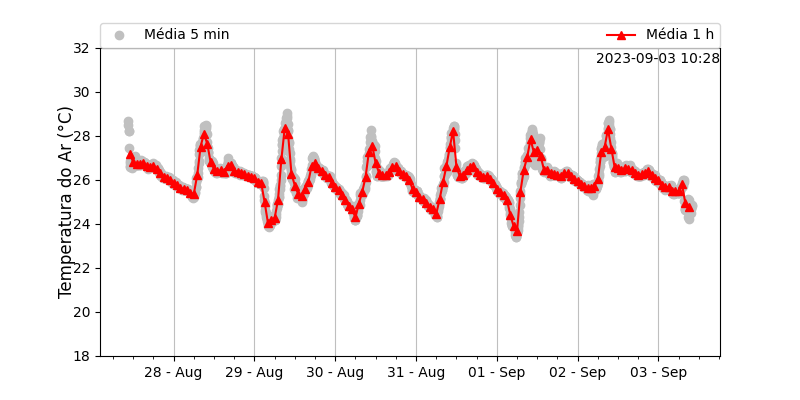 Média 5 min
Média 1 h
2023-09-03 10:28
Temperatura do Ar (°C)
32
30
28
26
24
22
20
18
28 - Aug
29 - Aug
30 - Aug
31 - Aug
01 - Sep
02 - Sep
03 - Sep